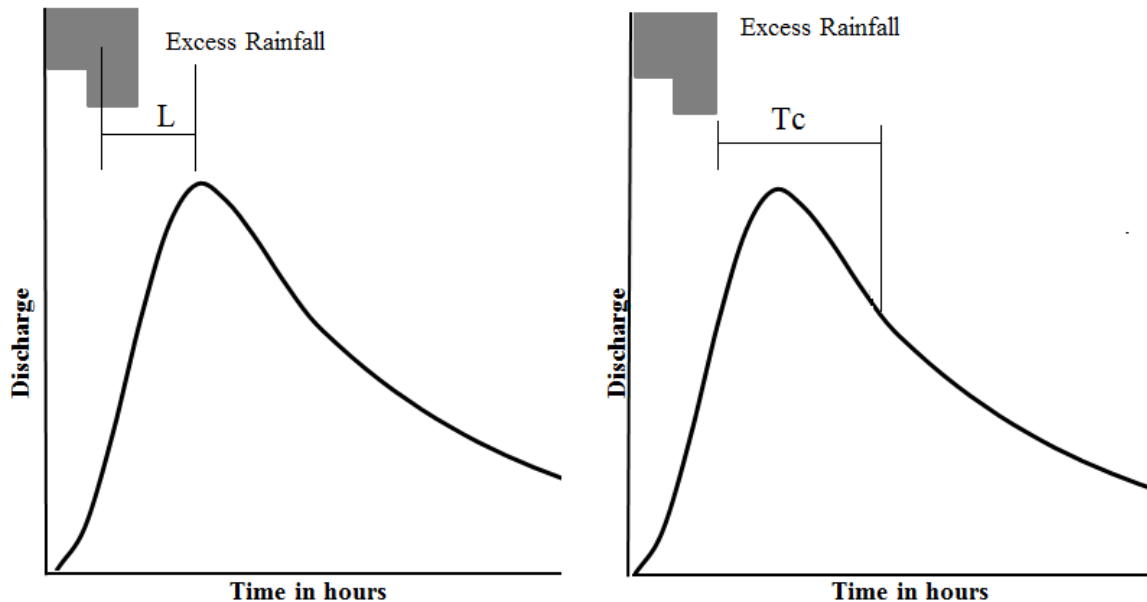 Excess Rainfall
L
Discharge
Time in hours
Excess Rainfall
Tc
Discharge
Time in hours